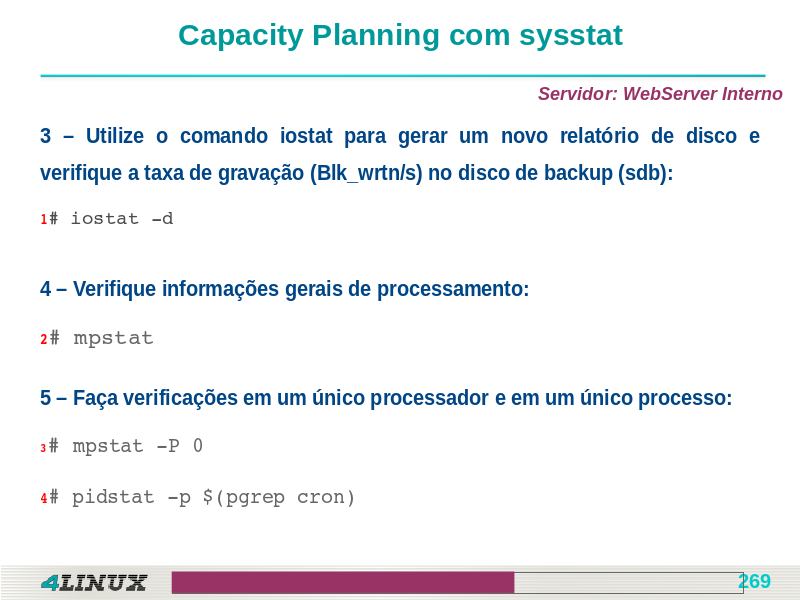 Capacity Planning com sysstat
Servidor: WebServer Interno
3 – Utilize o comando iostat para gerar um novo relatório de disco e
verifique a taxa de gravação (Blk_wrtn/s) no disco de backup (sdb):
1# iostat -d
4 – Verifique informações gerais de processamento:
2# mpstat
5 – Faça verificações em um único processador e em um único processo:
3# mpstat -P 0
4# pidstat -p $(pgrep cron)
4LINUX
269